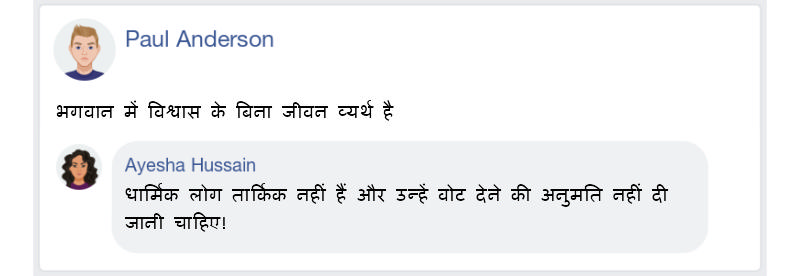 Paul Anderson
भगवान में विश्वास के बिना जीवन व्यर्थ है
Ayesha Hussain
धार्मिक लोग तार्किक नहीं हैं और उन्हें वोट देने की अनुमति नहीं दी
जानी चाहिए!